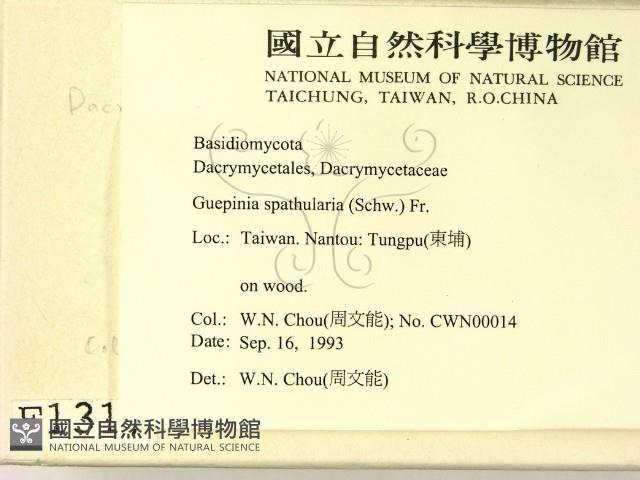 國立自然科學博物館
NATIONAL MUSEUM OF NATURAL SCIENCE
TAICHUNG, TAIWAN, R.O.CHINA
Basidiomycota
Dacrymycetales, Dacrymycetaceae
Guepinia spathularia (Schw.) Fr.
Loc.: Taiwan. Nantou: Tungpu(東埔)
on wood.
Col.: W.N. Chou(周文能); No. CWN00014
Date: Sep. 16, 1993
Det.: W.N. Chou(周文能)
Dac
Col
F131
國立自然科學博物館
NATIONAL MUSEUM OF NATURAL SCIENCE